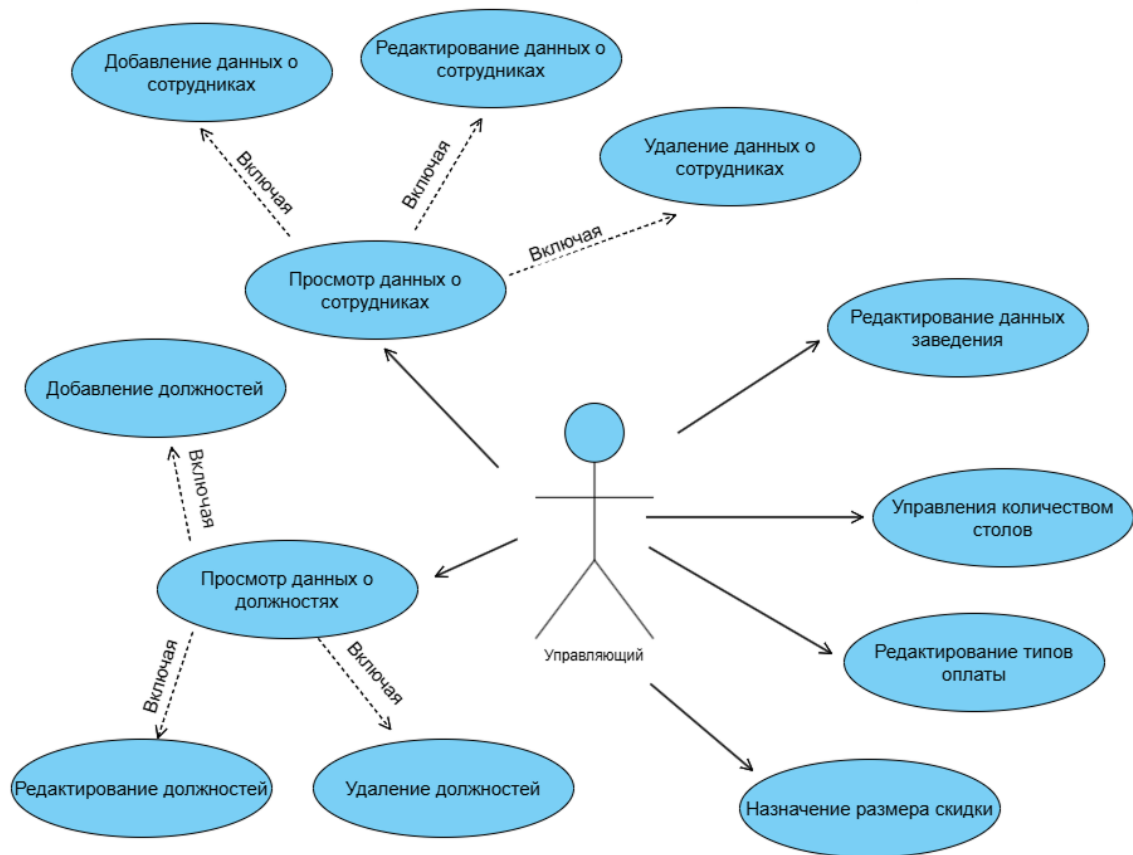 Добавление данных о
сотрудниках
Редактирование данных о
сотрудниках
Удаление данных о
сотрудниках
Включая
Включая
Включая
Просмотр данных о
сотрудниках
Редактирование данных
заведения
Добавление должностей
Включая
Управления количеством
столов
Просмотр данных о
должностях
Управляющий
Редактирование типов
оплаты
Включая
Включая
Редактирование должностей
Удаление должностей
Назначение размера скидки